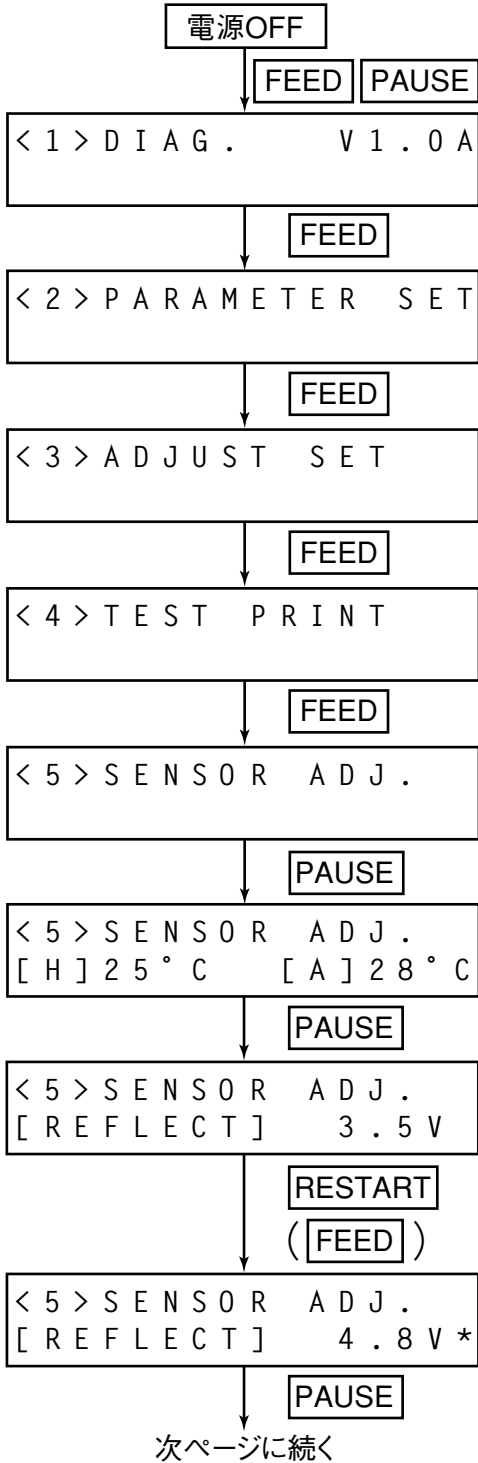 電源OFF
FEED PAUSE
<1>DIAG. V1.0A
FEED
<2>PARAMETER SET
FEED
<3>ADJUST SET
FEED
<4>TEST PRINT
FEED
<5>SENSOR ADJ.
PAUSE
<5>SENSOR ADJ.
[H]25°C [A]28°C
PAUSE
<5>SENSOR ADJ.
[REFLECT] 3.5V
RESTART
(FEED)
<5>SENSOR ADJ.
[REFLECT] 4.8V*
PAUSE
次ページに続く